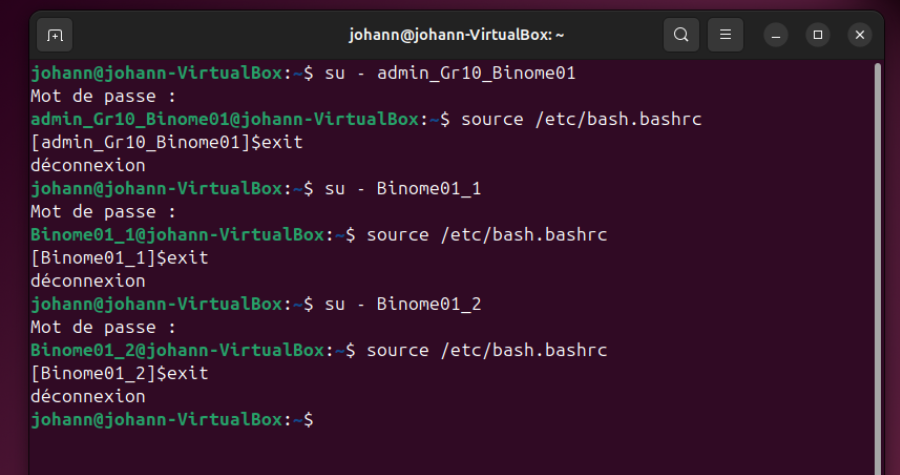 johann@johann-VirtualBox: ~
johann@johann-VirtualBox:~$ su - admin_Gr10_Binome01
Mot de passe :
admin_Gr10_Binome01@johann-VirtualBox:~$ source /etc/bash.bashrc
[admin_Gr10_Binome01]$exit
déconnexion
johann@johann-VirtualBox:~$ su - Binome01_1
Mot de passe :
Binome01_1@johann-VirtualBox:~$ source /etc/bash.bashrc
[Binome01_1]$exit
déconnexion
johann@johann-VirtualBox:~$ su - Binome01_2
Mot de passe :
Binome01_2@johann-VirtualBox:~$ source /etc/bash.bashrc
[Binome01_2]$exit
déconnexion
johann@johann-VirtualBox:~$